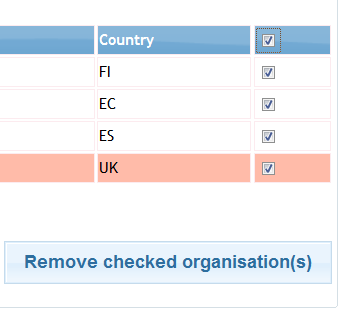 Country
FI
EC
ES
UK
Remove checked organisation(s)